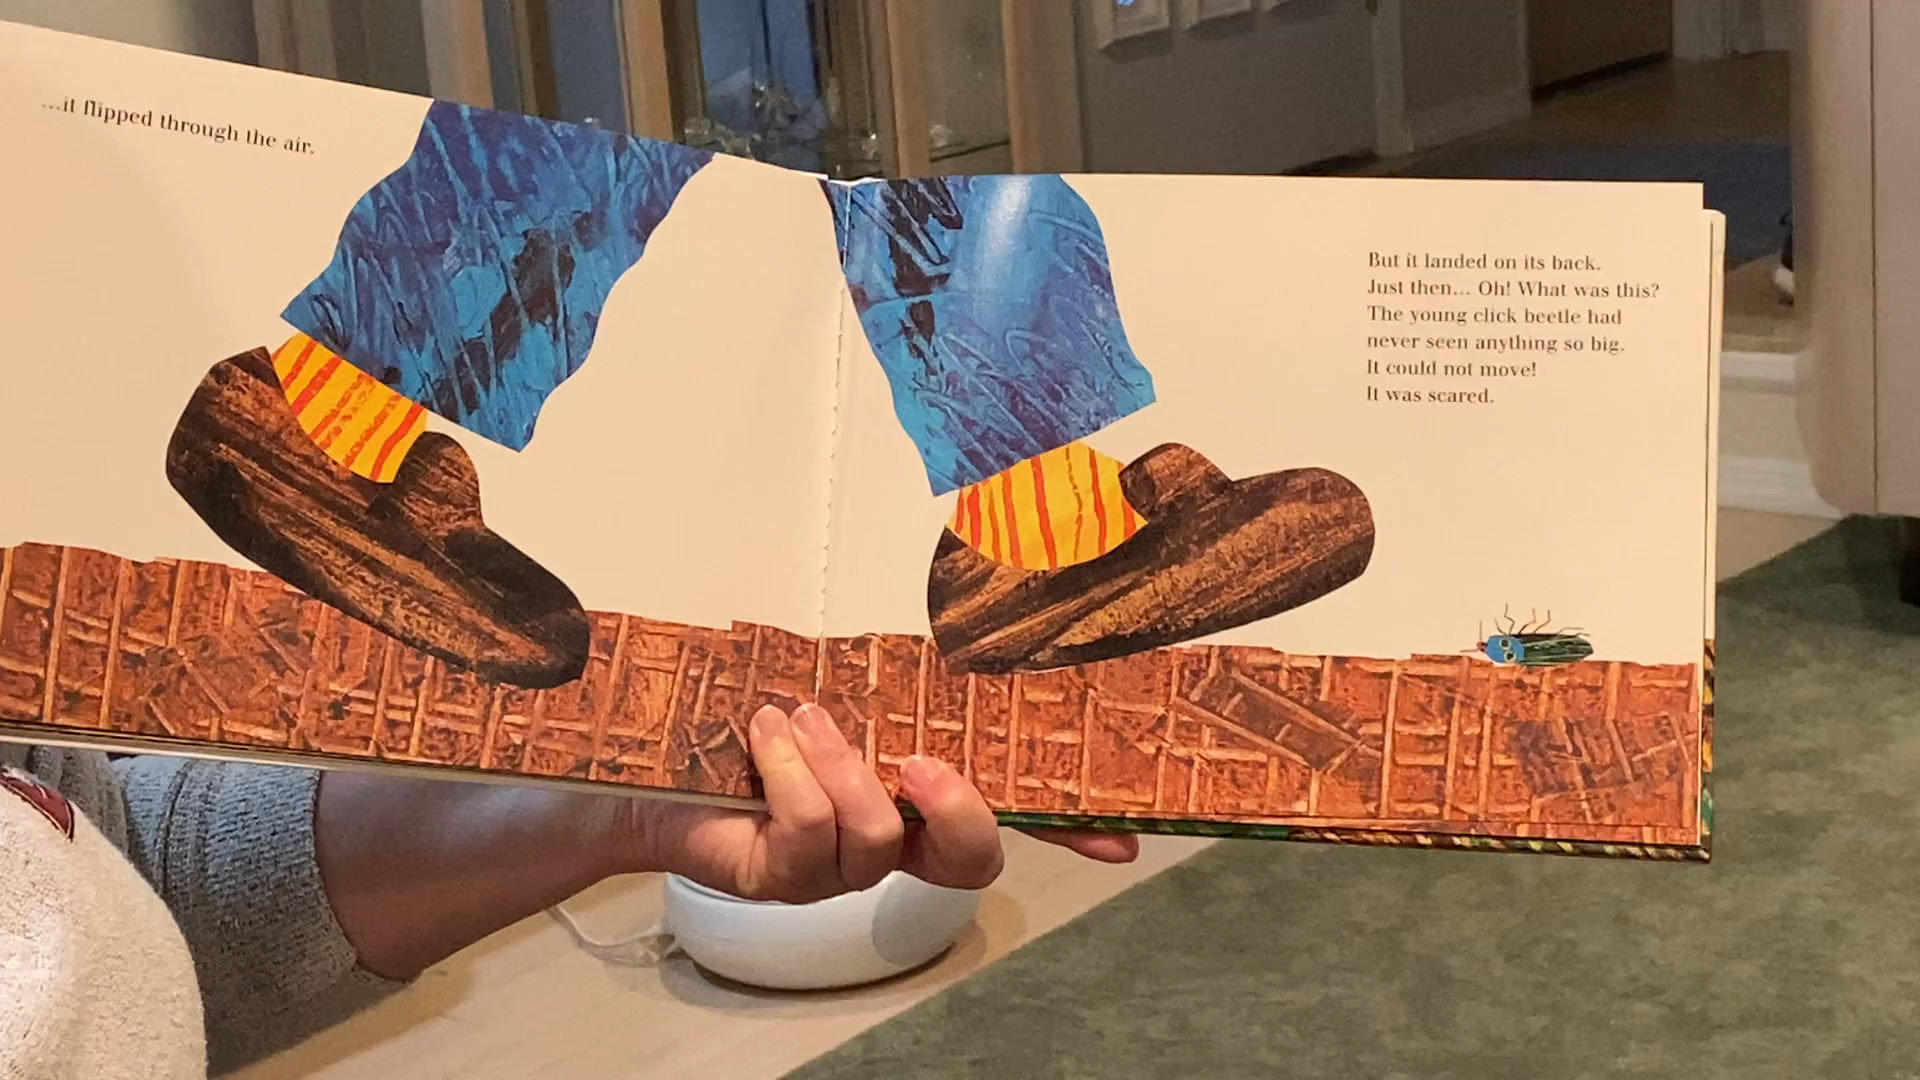 ...it flipped through the air.
But it landed on its back.
Just then... Oh! What was this?
The young click beetle had
never seen anything so big.
It could not move!
It was scared.